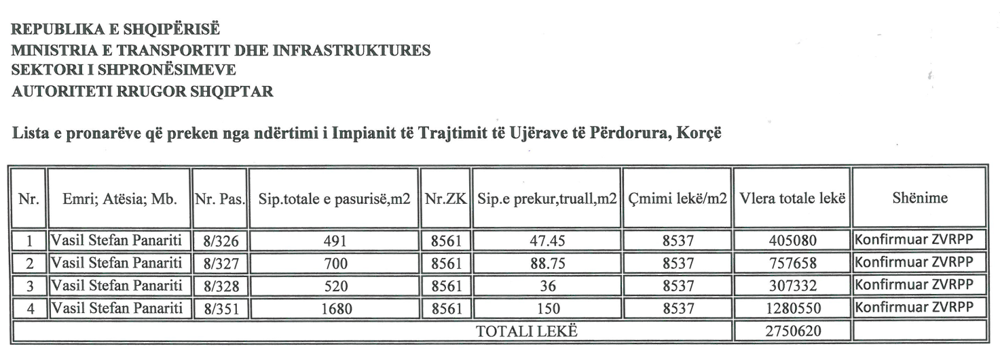 REPUBLIKA E SHQIPËRISË
MINISTRIA E TRANSPORTIT DHE INFRASTRUKTURES
SEKTORI I SHPRONËSIMEVE
AUTORITETI RRUGOR SHQIPTAR
Lista e pronarëve që preken nga ndërtimi i Impianit të Trajtimit të Ujërave të Përdorura, Korçë
Nr. Emri; Atësia; Mb. Nr. Pas. Sip.totale e pasurisë,m2 Nr.ZK Sip.e prekur,truall,m2 Çmimi lekë/m2 Vlera totale lekë Shënime
1 Vasil Stefan Panariti 8/326 491 8561 47.45 8537 405080 Konfirmuar ZVRPP
2 Vasil Stefan Panariti 8/327 700 8561 88.75 8537 757658 Konfirmuar ZVRPP
3 Vasil Stefan Panariti 8/328 520 8561 36 8537 307332 Konfirmuar ZVRPP
4 Vasil Stefan Panariti 8/351 1680 8561 150 8537 1280550 Konfirmuar ZVRPP
TOTALI LEKË 2750620